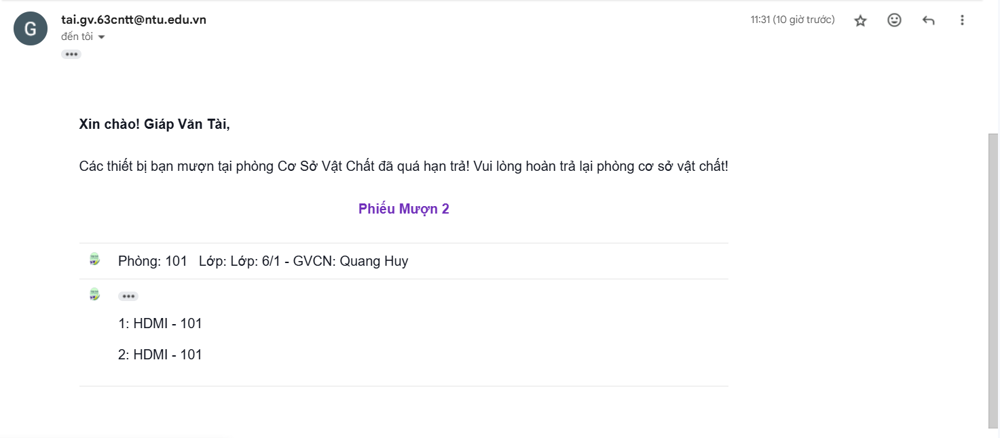 G
tai.gv.63cntt@ntu.edu.vn
11:31 (10 giờ trước)
đến tôi
Xin chào! Giáp Văn Tài,
Các thiết bị bạn mượn tại phòng Cơ Sở Vật Chất đã quá hạn trả! Vui lòng hoàn trả lại phòng cơ sở vật chất!
Phiếu Mượn 2
Phòng: 101 Lớp: Lớp: 6/1 - GVCN: Quang Huy
1: HDMI - 101
2: HDMI - 101